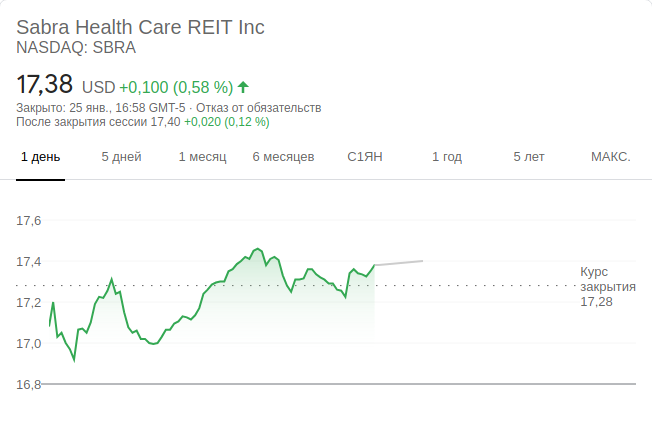 Sabra Health Care REIT Inc
NASDAQ: SBRA
17,38 USD +0,100 (0,58 %)
Закрыто: 25 янв., 16:58 GMT-5 · Отказ от обязательств
После закрытия сессии 17,40 +0,020 (0,12 %)
1 день 5 дней 1 месяц 6 месяцев С1ЯН 1 год 5 лет МАКС.
17,6
17,4
Курс
закрытия
17,28
17,2
17,0
16,8